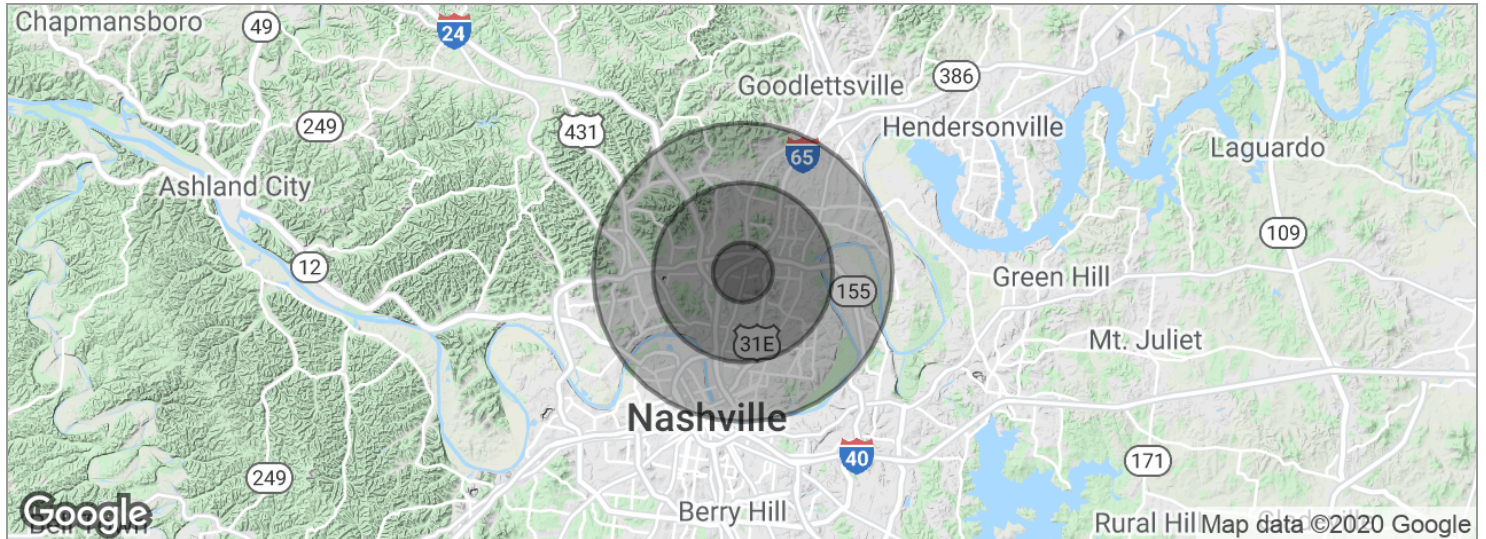 Chapmansboro
49
24
Goodlettsville
386
249
431
Hendersonville
65
Laguardo
Ashland City
109
12
Green Hill
155
31E
Mt. Juliet
Nashville
40
171
249
Berry Hill
Google
Rural Hill
Map data ©2020 Google